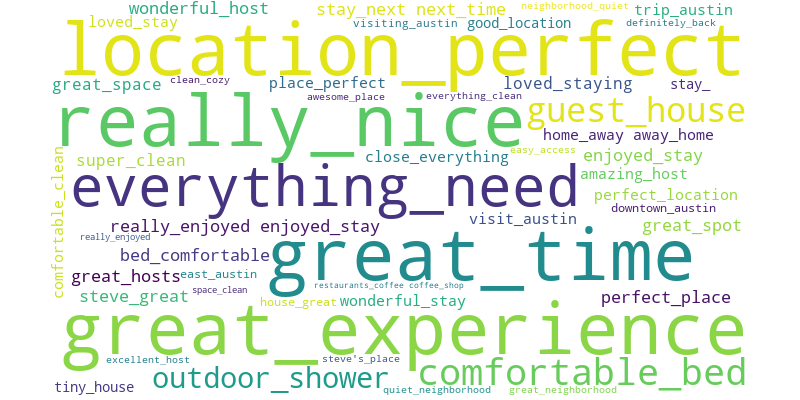 wonderful_host stay_next next_time neighborhood_quiet trip_austin
loved_stay visiting_austin good_location definitely_back
location_perfect
great_space clean_cozy place_perfect loved_staying stay_
awesome_place everything_clean
really_nice guest_house
home_away away_home
super_clean close_everything easy_access enjoyed_stay
comfortable_clean
everything_need amazing_host
perfect_location
downtown_austin
really_enjoyed enjoyed_stay visit_austin great_spot
really_enjoyed
bed_comfortable great_time
great_hosts east_austin
space_clean restaurants_coffee coffee_shop
steve_great house_great wonderful_stay perfect_place
great_experience
excellent_host steve's_place
tiny_house outdoor_shower comfortable_bed
quiet_neighborhood great_neighborhood